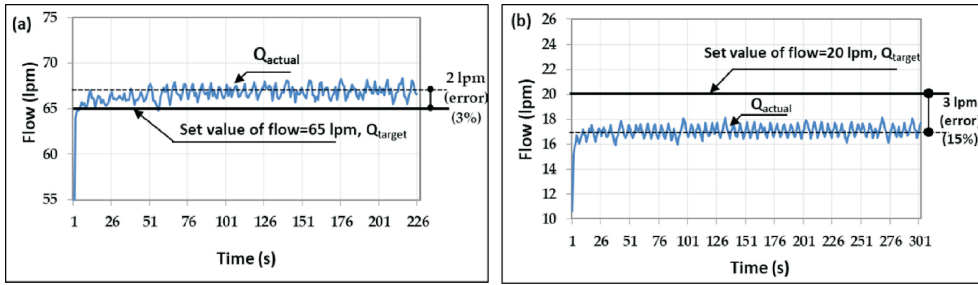 (a)
75
70
65
60
55
Flow (lpm)
Qactual
2 lpm
(error)
(3%)
Set value of flow=65 lpm, Qtarget
1 26 51 76 101 126 151 176 201 226
Time (s)
(b)
26
24
22
20
18
16
14
12
10
Flow (lpm)
Set value of flow=20 lpm, Qtarget
Qactual
3 lpm
(error)
(15%)
1 26 51 76 101 126 151 176 201 226 251 276 301
Time (s)